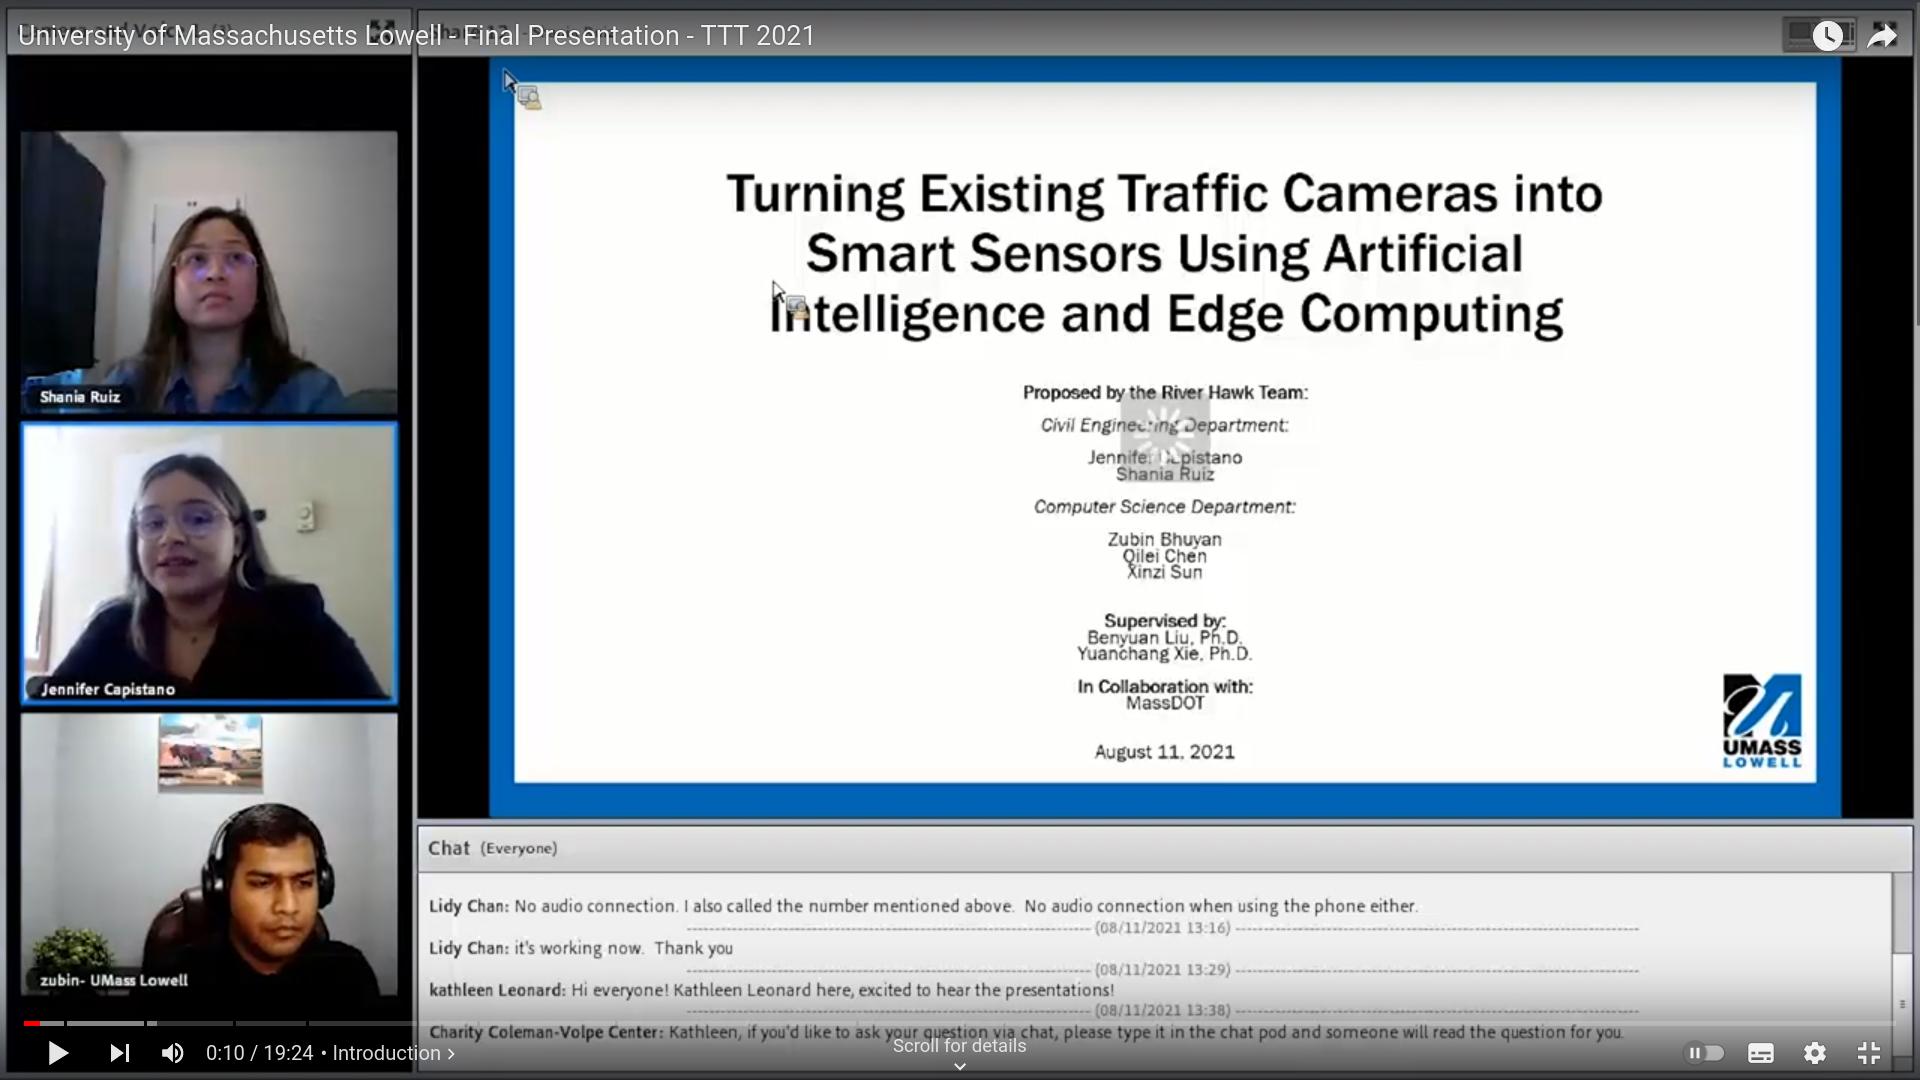 University of Massachusetts Lowell - Final Presentation - TTT 2021
Shania Ruiz
Jennifer Capistano
zubin- UMass Lowell
Turning Existing Traffic Cameras into
Smart Sensors Using Artificial
Intelligence and Edge Computing
Proposed by the River Hawk Team:
Civil Engineering Department:
Jennifer Capistano
Shania Ruiz
Computer Science Department:
Zubin Bhuyan
Qilei Chen
Xinzi Sun
Supervised by:
Benyuan Liu, Ph.D.
Yuanchang Xie, Ph.D.
In Collaboration with:
MassDOT
August 11, 2021
UMASS
LOWELL
Chat (Everyone)
Lidy Chan: No audio connection. I also called the number mentioned above. No audio connection when using the phone either.
(08/11/2021 13:16)
Lidy Chan: it's working now. Thank you
(08/11/2021 13:29)
kathleen Leonard: Hi everyone! Kathleen Leonard here, excited to hear the presentations!
(08/11/2021 13:38)
Charity Coleman-Volpe Center: Kathleen, if you'd like to ask your question via chat, please type it in the chat pod and someone will read the question for you.
0:10 / 19:24 • Introduction
Scroll for details